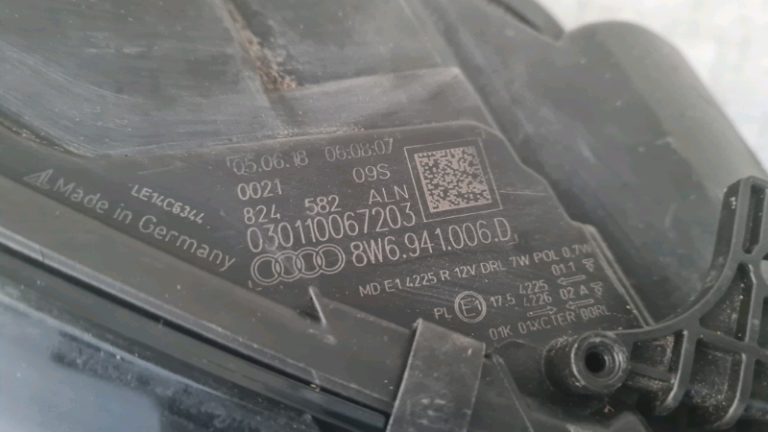 05.06.18 06:08:07
0021 09S
824 582 ALN
030110067203
8W6.941.006.D
LE14C6344
Made in Germany
MD E1 4225 R 12V DRL 7W POL 0,7W
01.1
PL E1 17.5 4225
4226 02 A
01K 01XCTER 00RL